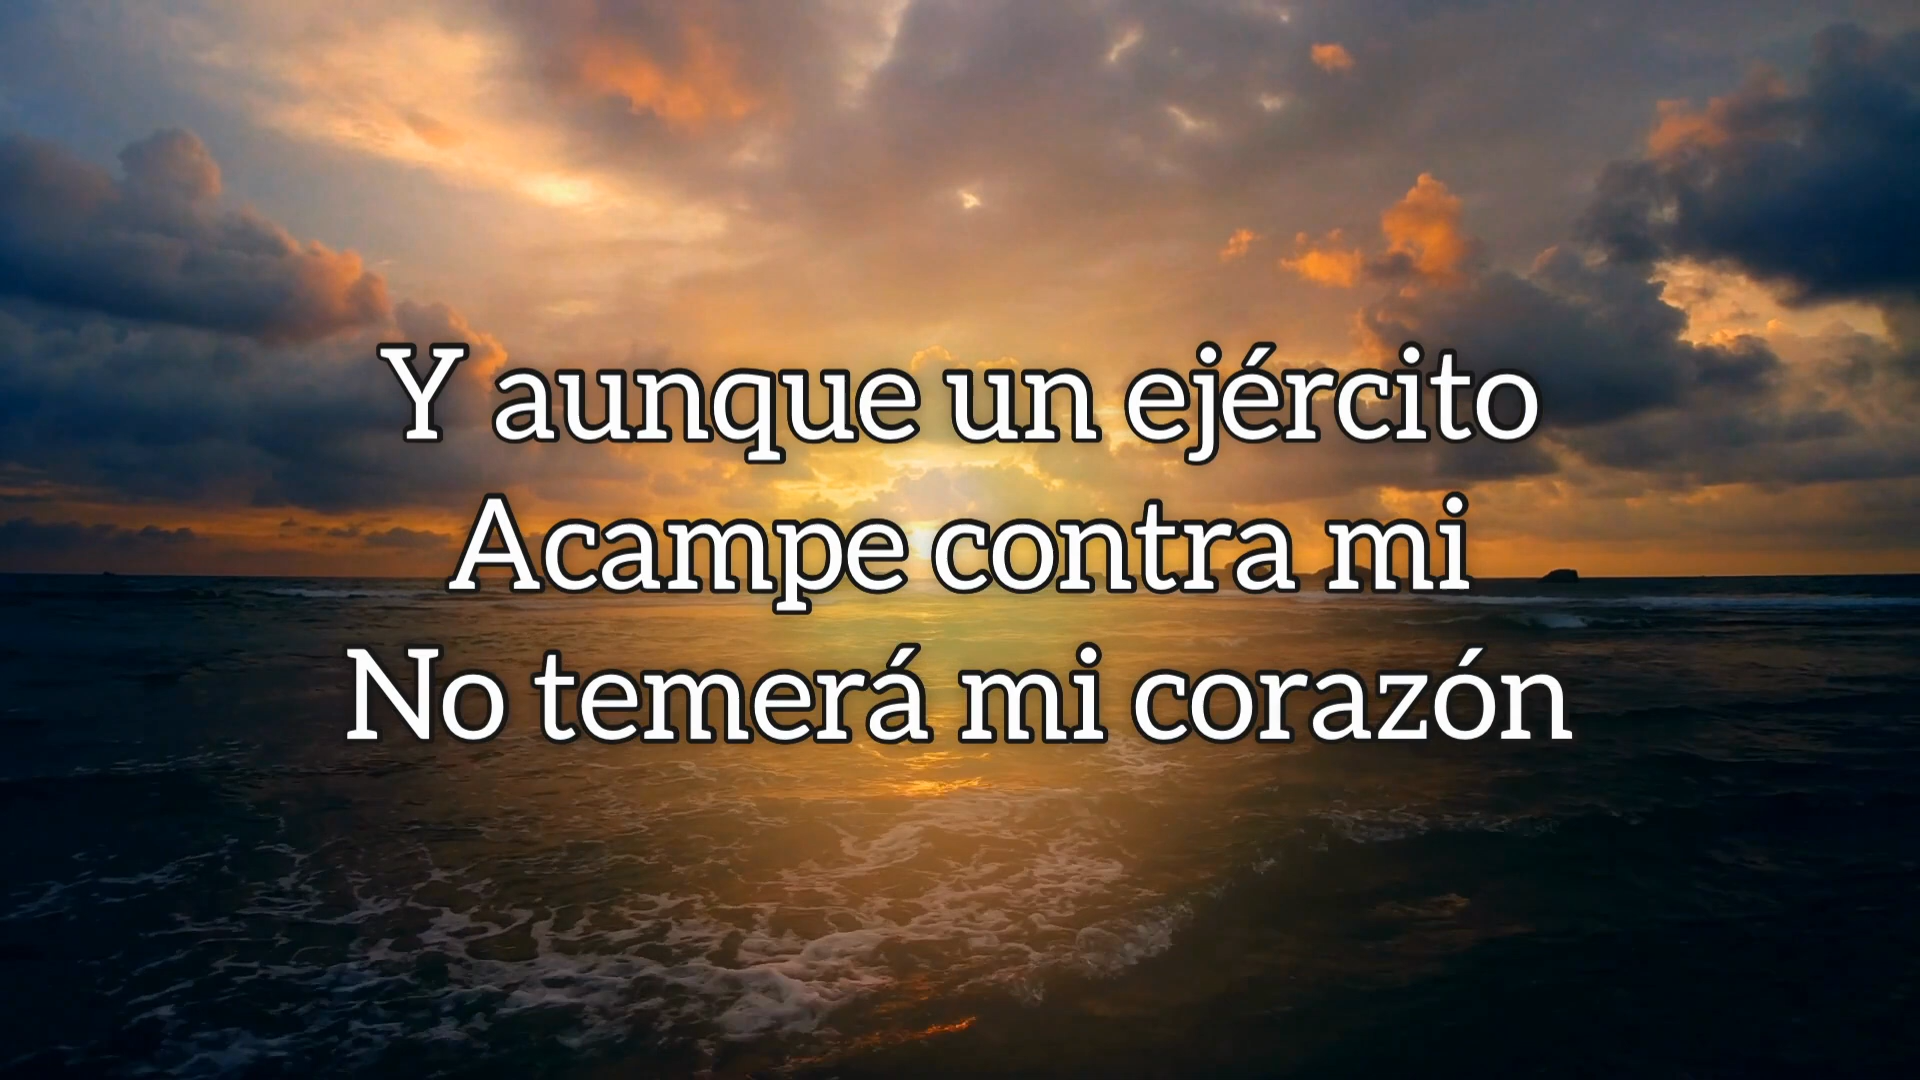 Y aunque un ejército
Acampe contra mi
No temerá mi corazón